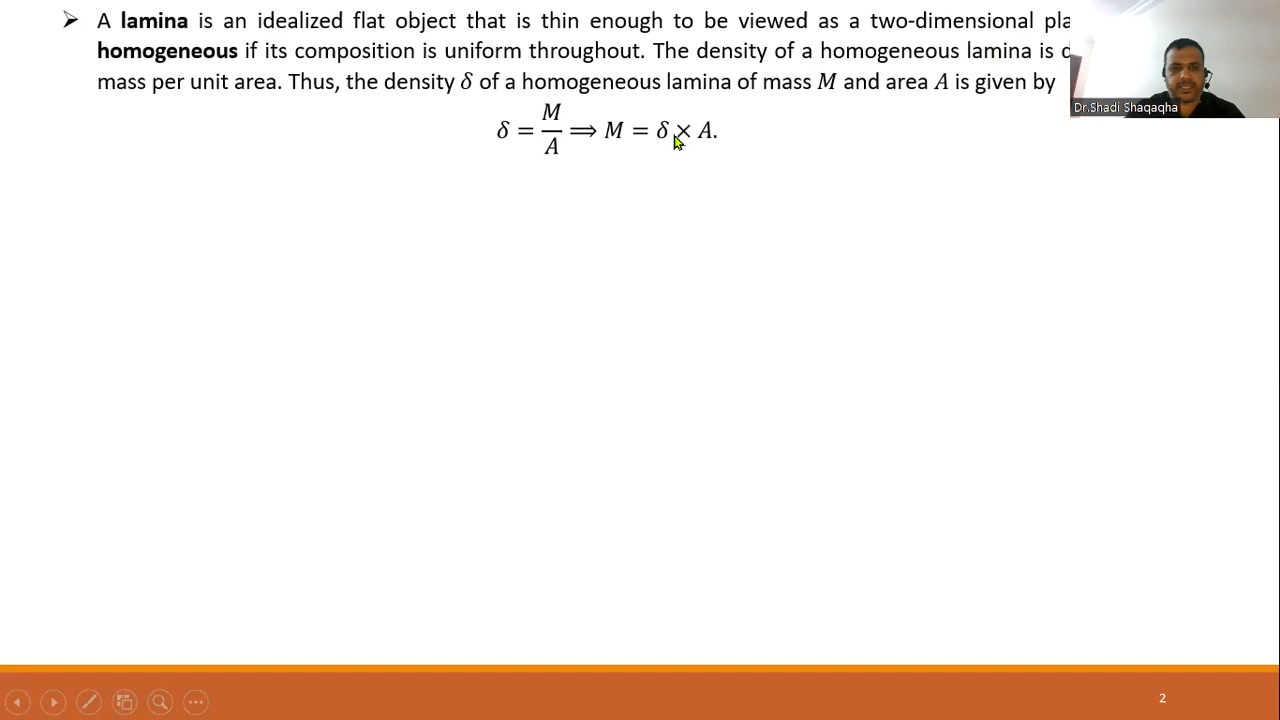 ➢ A lamina is an idealized flat object that is thin enough to be viewed as a two-dimensional
homogeneous if its composition is uniform throughout. The density of a homogeneous lamina is
mass per unit area. Thus, the density δ of a homogeneous lamina of mass M and area A is given by
δ = M/A ⟹ M = δ × A.
Dr.Shadi Shaqaqha
2